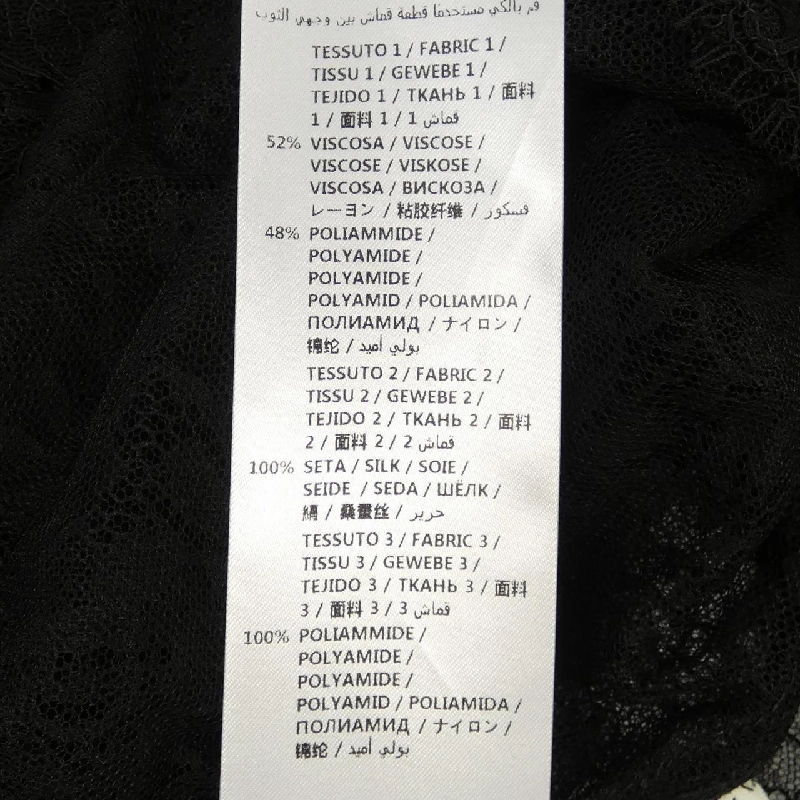 قم بالكي مستخدما قطعة قماش بين وجهي الثوب
TESSUTO 1 / FABRIC 1 /
TISSU 1 / GEWEBE 1 /
TEJIDO 1 / ТКАНЬ 1 / 面料
1 / 面料 1 / 1 قماش
52% VISCOSA / VISCOSE /
VISCOSE / VISKOSE /
VISCOSA / ВИСКОЗА /
レーヨン / 粘胶纤维 / فسكوز
48% POLIAMMIDE /
POLYAMIDE /
POLYAMIDE /
POLYAMID / POLIAMIDA /
ПОЛИАМИД / ナイロン /
锦纶 / بولي أميد
TESSUTO 2 / FABRIC 2 /
TISSU 2 / GEWEBE 2 /
TEJIDO 2 / ТКАНЬ 2 / 面料
2 / 面料 2 / 2 قماش
100% SETA / SILK / SOIE /
SEIDE / SEDA / ШЁЛК /
絹 / 桑蚕丝 / حرير
TESSUTO 3 / FABRIC 3 /
TISSU 3 / GEWEBE 3 /
TEJIDO 3 / ТКАНЬ 3 / 面料
3 / 面料 3 / 3 قماش
100% POLIAMMIDE /
POLYAMIDE /
POLYAMIDE /
POLYAMID / POLIAMIDA /
ПОЛИАМИД / ナイロン /
锦纶 / بولي أميد